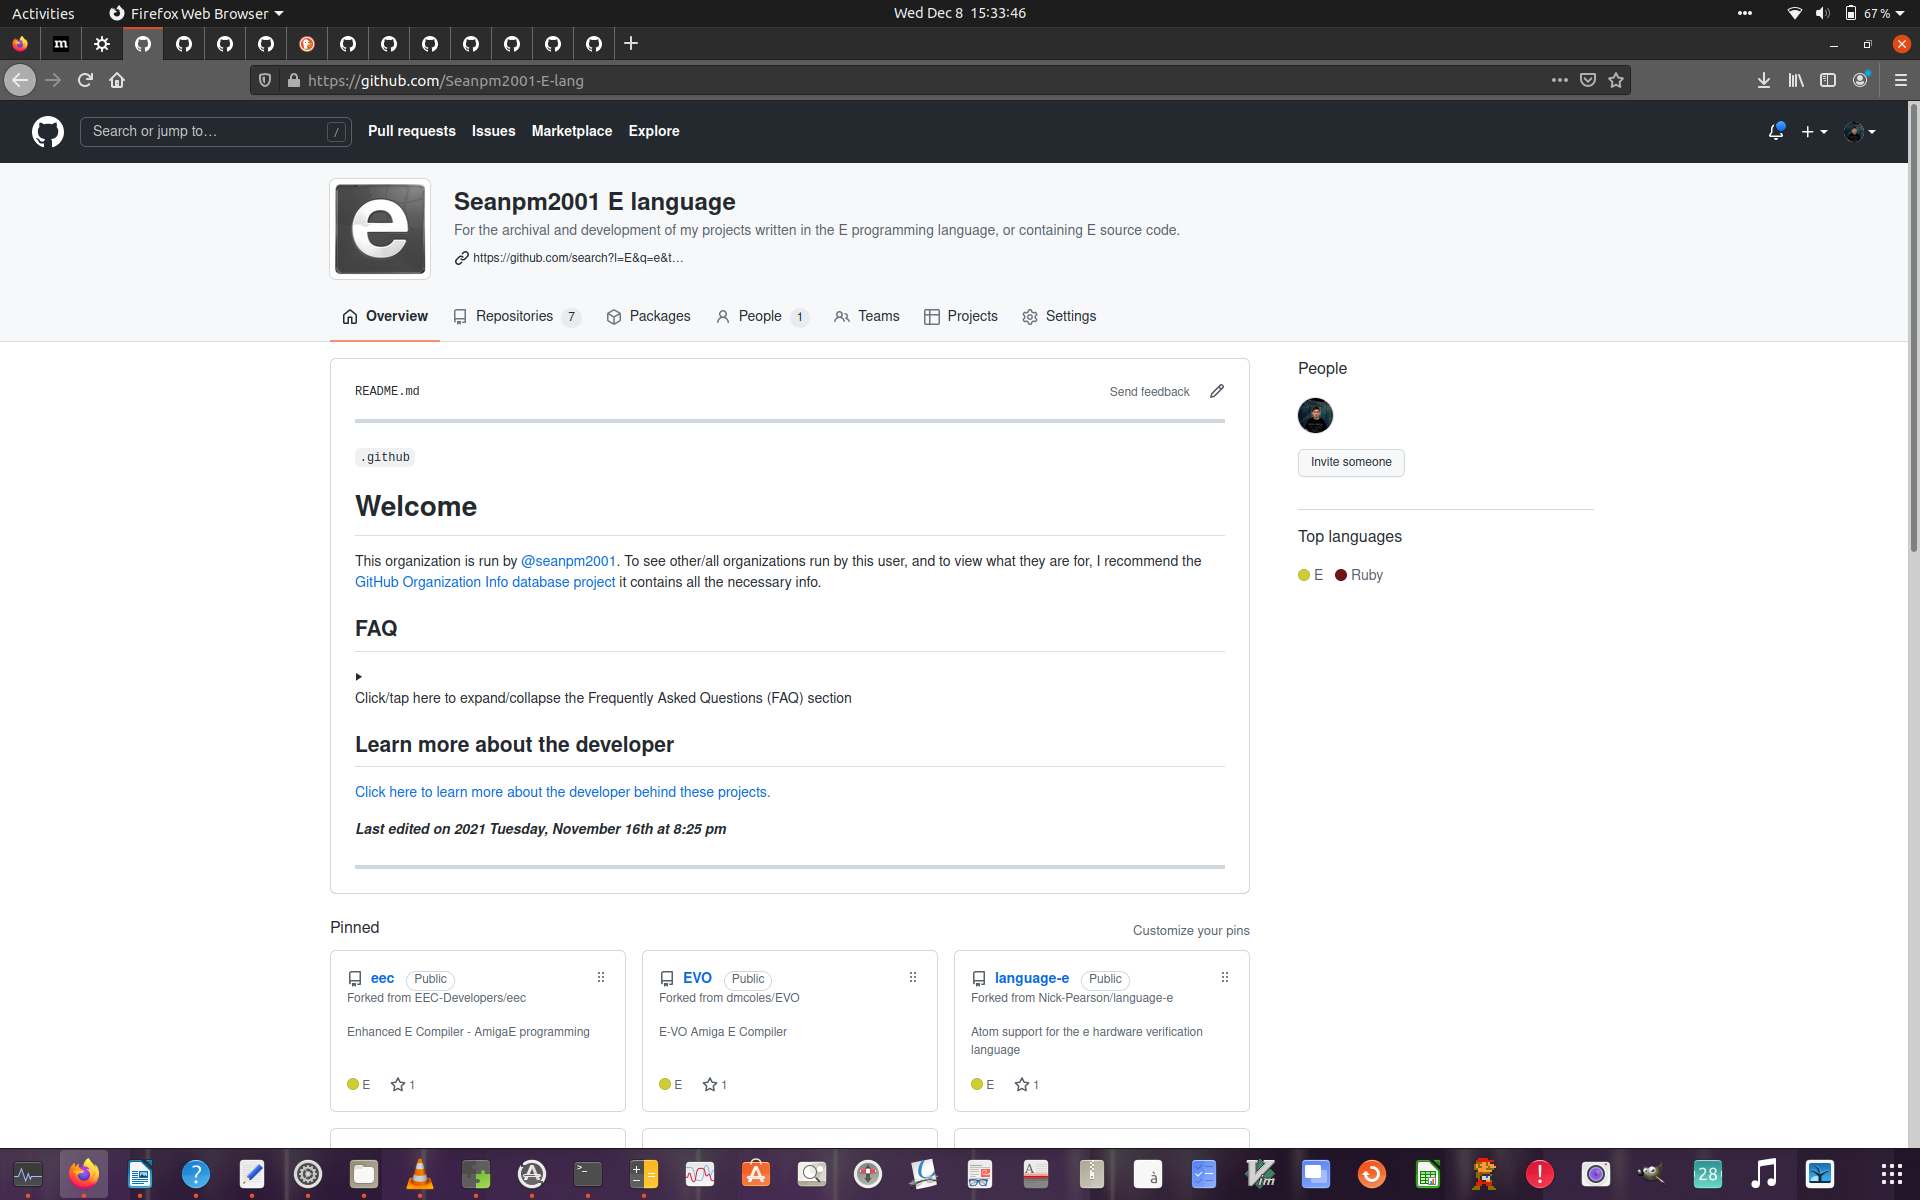 Activities
Firefox Web Browser
Wed Dec 8 15:33:46
67 %
m
https://github.com/Seanpm2001-E-lang
Search or jump to…
/
Pull requests
Issues
Marketplace
Explore
e
Seanpm2001 E language
For the archival and development of my projects written in the E programming language, or containing E source code.
https://github.com/search?l=E&q=e&t…
Overview
Repositories 7
Packages
People 1
Teams
Projects
Settings
README.md
Send feedback
.github
Welcome
This organization is run by @seanpm2001. To see other/all organizations run by this user, and to view what they are for, I recommend the
GitHub Organization Info database project it contains all the necessary info.
FAQ
Click/tap here to expand/collapse the Frequently Asked Questions (FAQ) section
Learn more about the developer
Click here to learn more about the developer behind these projects.
Last edited on 2021 Tuesday, November 16th at 8:25 pm
People
Invite someone
Top languages
E Ruby
Pinned
Customize your pins
eec Public
Forked from EEC-Developers/eec
Enhanced E Compiler - AmigaE programming
E 1
EVO Public
Forked from dmcoles/EVO
E-VO Amiga E Compiler
E 1
language-e Public
Forked from Nick-Pearson/language-e
Atom support for the e hardware verification
language
E 1
28